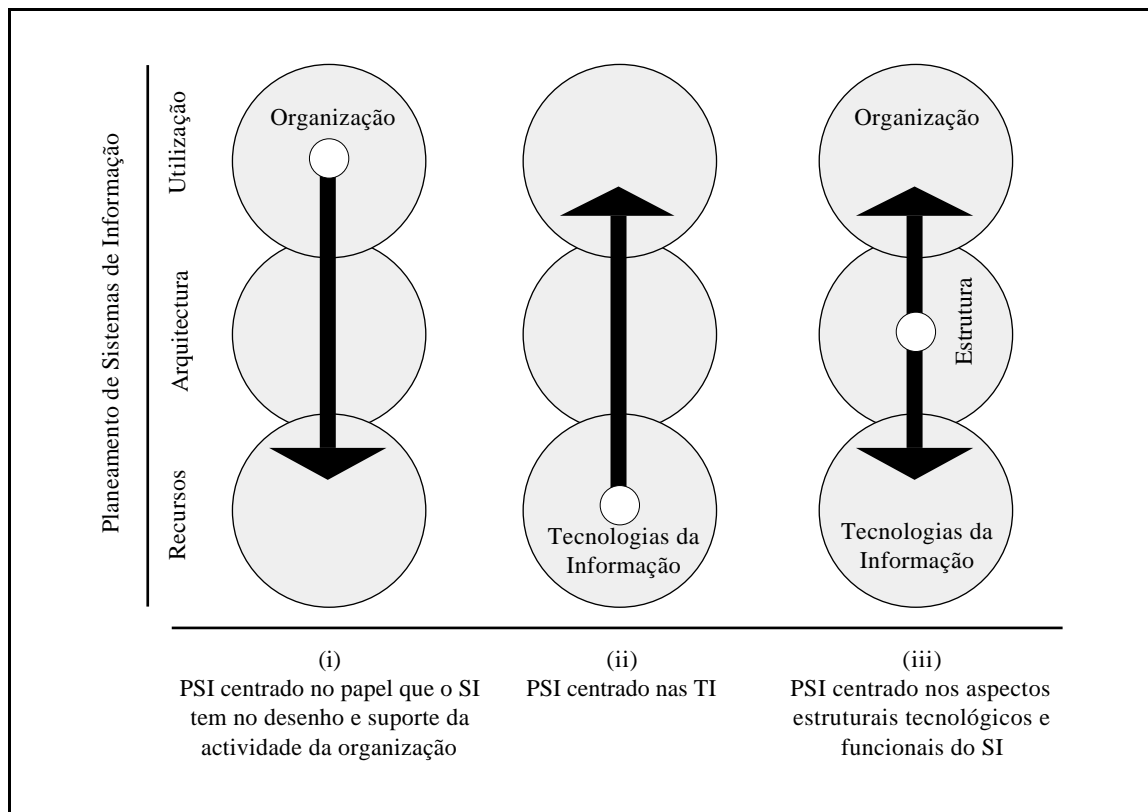 Planeamento de Sistemas de Informação
Utilização
Arquitectura
Recursos
Organização
Tecnologias da
Informação
Organização
Estrutura
Tecnologias da
Informação
(i)
PSI centrado no papel que o SI
tem no desenho e suporte da
actividade da organização
(ii)
PSI centrado nas TI
(iii)
PSI centrado nos aspectos
estruturais tecnológicos e
funcionais do SI